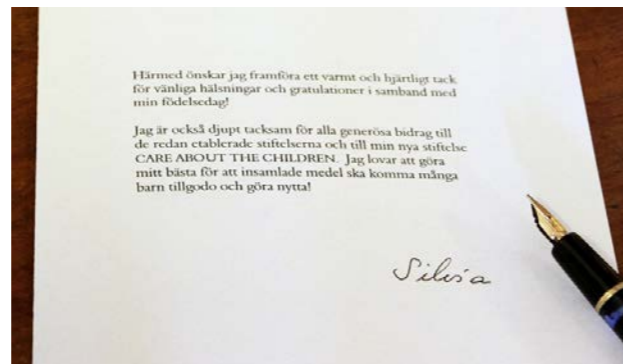 Härmed önskar jag framföra ett varmt och hjärtligt tack
för vänliga hälsningar och gratulationer i samband med
min födelsedag!
Jag är också djupt tacksam för alla generösa bidrag till
de redan etablerade stiftelserna och till min nya stiftelse
CARE ABOUT THE CHILDREN. Jag lovar att göra
mitt bästa för att insamlade medel ska komma många
barn tillgodo och göra nytta!
Silvia